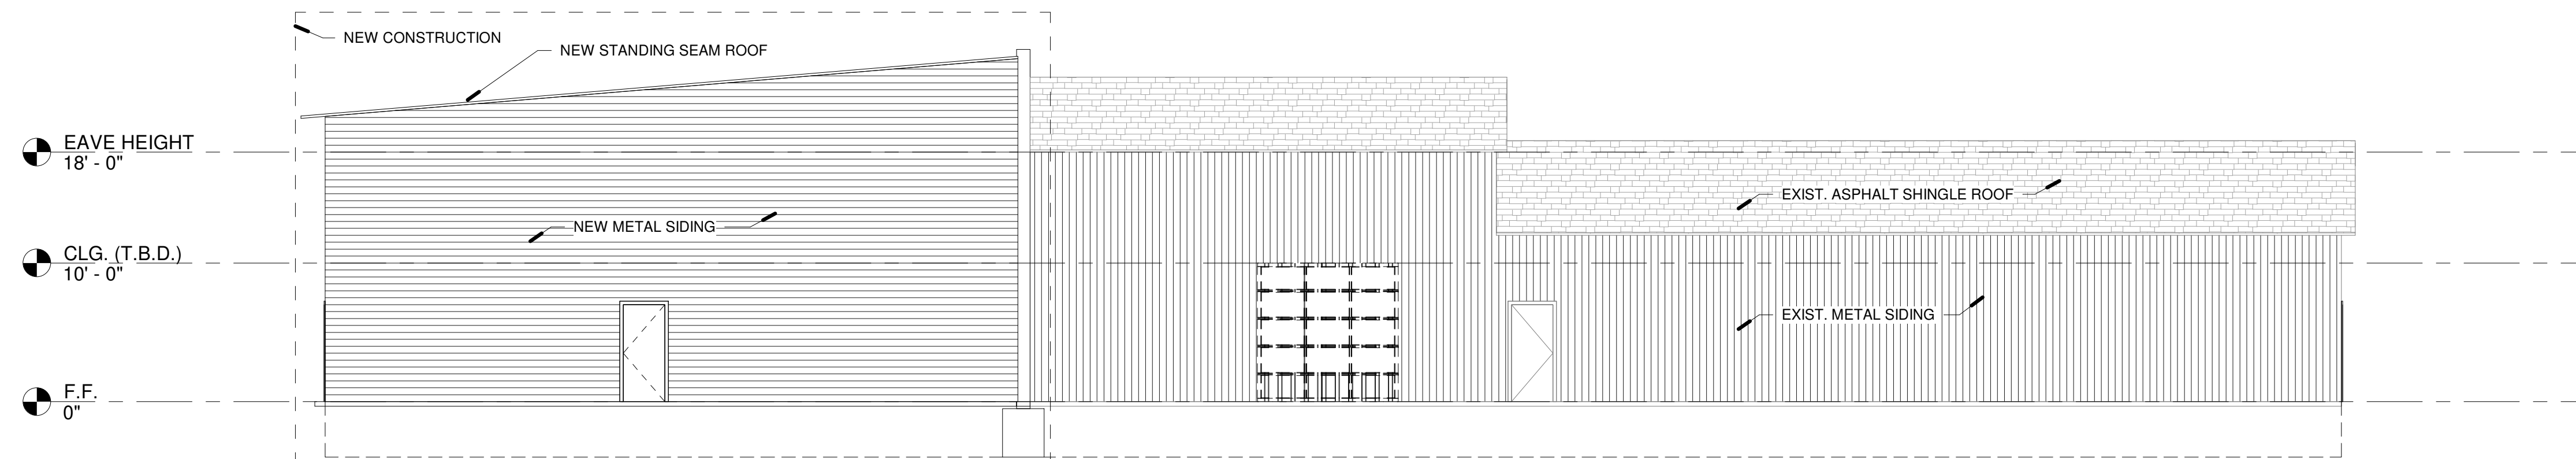 NEW CONSTRUCTION
NEW STANDING SEAM ROOF
EAVE HEIGHT
18' - 0"
EXIST. ASPHALT SHINGLE ROOF
NEW METAL SIDING
CLG. (T.B.D.)
10' - 0"
EXIST. METAL SIDING
F.F.
0"